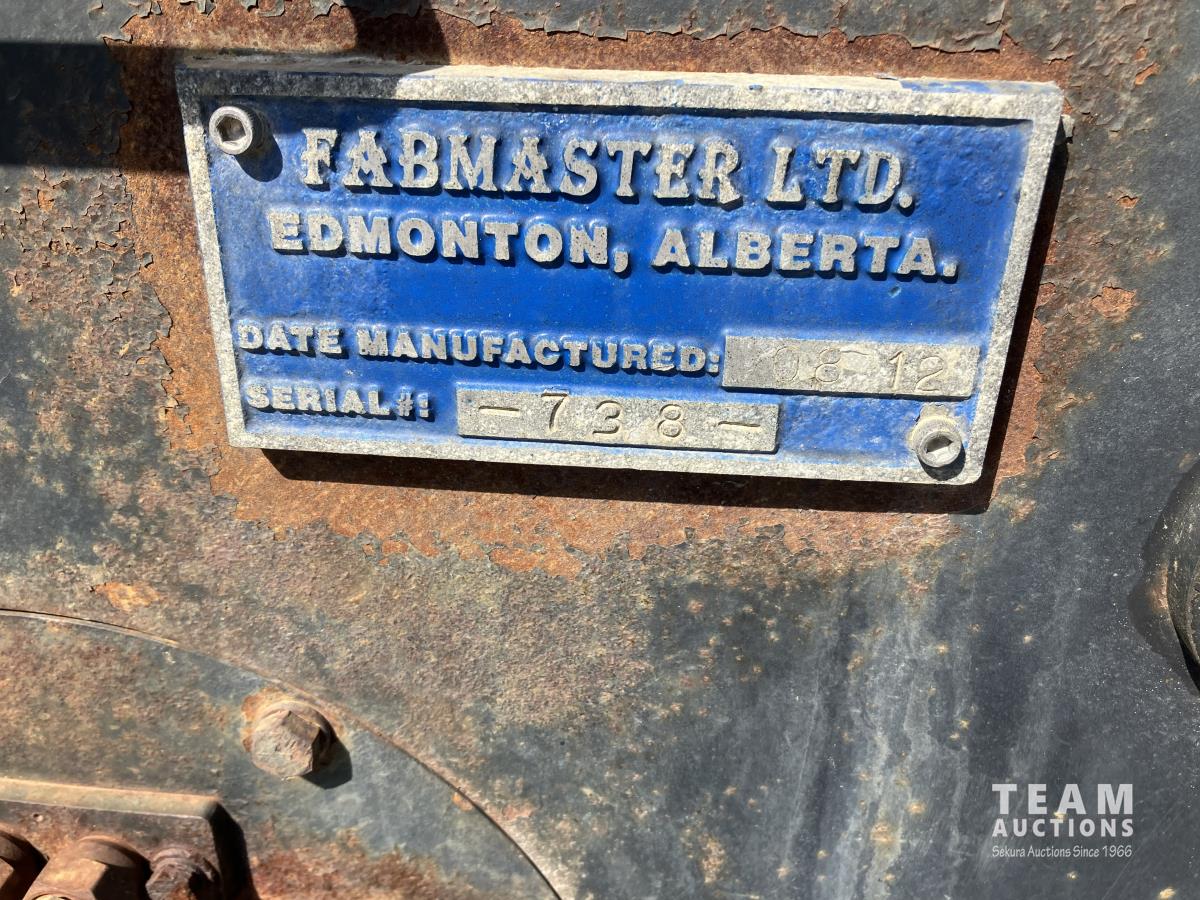 FABMASTER LTD.
EDMONTON, ALBERTA.
DATE MANUFACTURED: 08 12
SERIAL#: -738-
TEAM
AUCTIONS
Sekura Auctions Since 1966